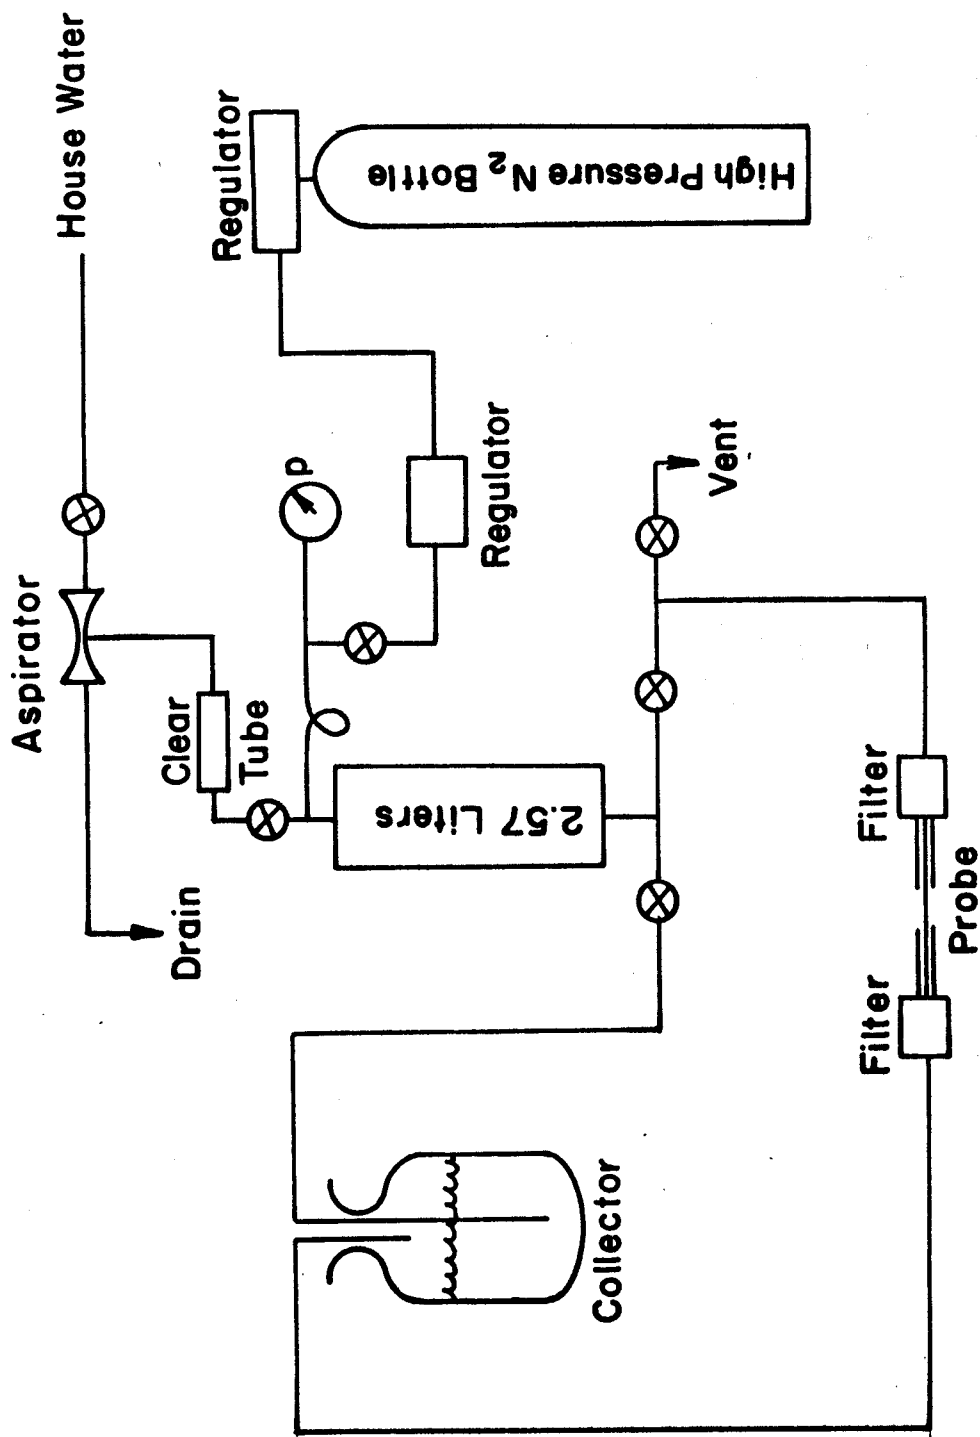 House Water
Aspirator
Drain
Clear
Tube
Regulator
High Pressure N₂ Bottle
p
Regulator
2.57 Liters
Vent
Collector
Filter
Probe
Filter